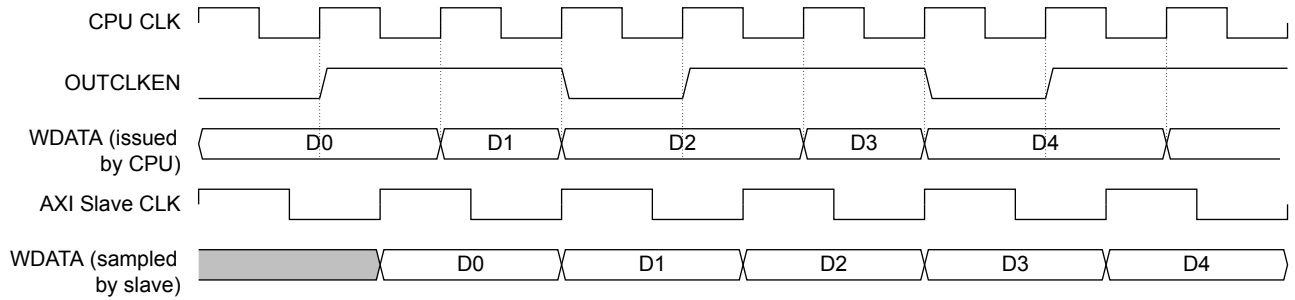 CPU CLK
OUTCLKEN
WDATA (issued
by CPU)
D0 D1 D2 D3 D4
AXI Slave CLK
WDATA (sampled
by slave)
D0 D1 D2 D3 D4